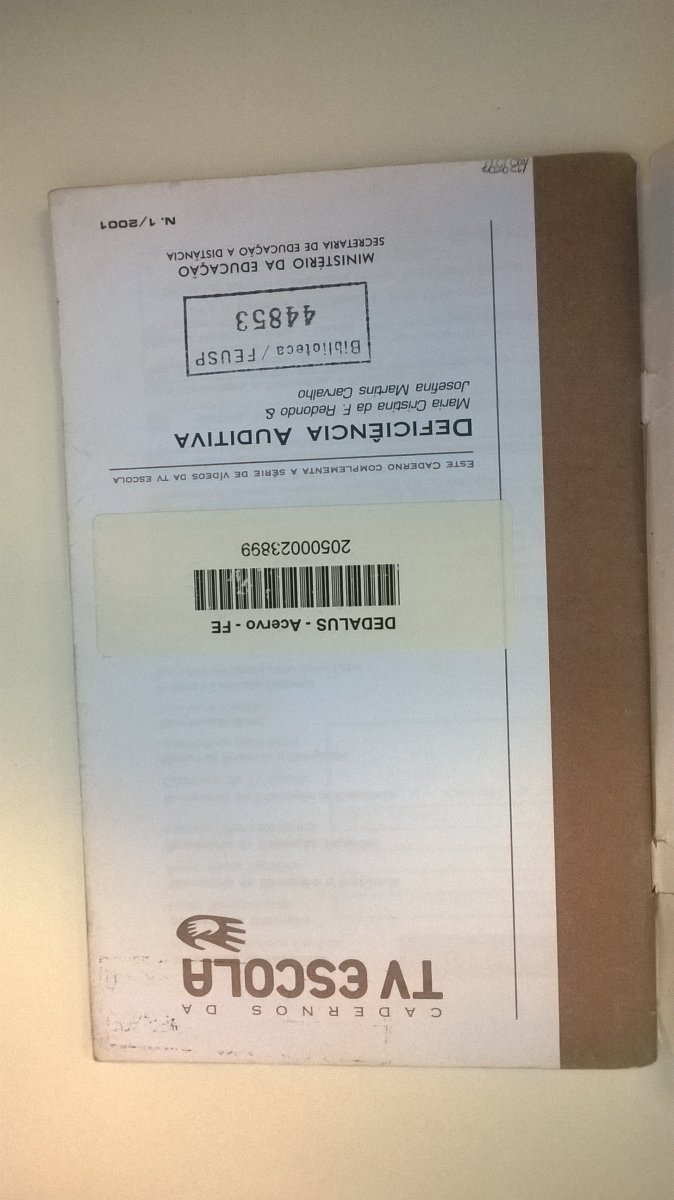 CADERNOS DA
TV ESCOLA
DEDALUS - Acervo - FE
20500023899
ESTE CADERNO COMPLEMENTA A SÉRIE DE VÍDEOS DA TV ESCOLA
DEFICIÊNCIA AUDITIVA
Maria Cristina da F. Redondo &
Josefina Martins Carvalho
Biblioteca / FEUSP
44853
MINISTÉRIO DA EDUCAÇÃO
SECRETARIA DE EDUCAÇÃO A DISTÂNCIA
N. 1/2001